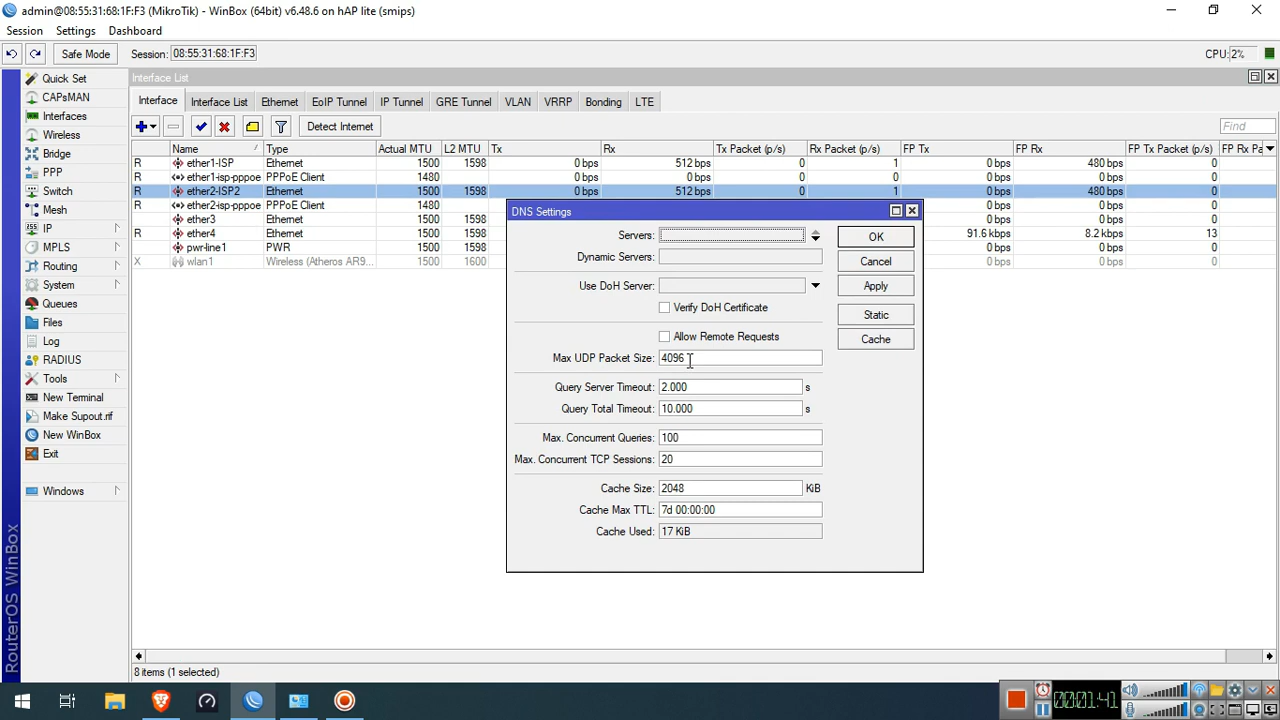 admin@08:55:31:68:1F:F3 (MikroTik) - WinBox (64bit) v6.48.6 on hAP lite (smips)
Session Settings Dashboard
Safe Mode Session: 08:55:31:68:1F:F3 CPU: 2%
Quick Set
CAPsMAN
Interfaces
Wireless
Bridge
PPP
Switch
Mesh
IP
MPLS
Routing
System
Queues
Files
Log
RADIUS
Tools
New Terminal
Make Supout.rif
New WinBox
Exit
Windows
RouterOS WinBox
Interface List
Interface Interface List Ethernet EoIP Tunnel IP Tunnel GRE Tunnel VLAN VRRP Bonding LTE
Detect Internet Find
Name / Type Actual MTU L2 MTU Tx Rx Tx Packet (p/s) Rx Packet (p/s) FP Tx FP Rx FP Tx Packet (p/s) FP Rx Pa
R ether1-ISP Ethernet 1500 1598 0 bps 512 bps 0 1 0 bps 480 bps 0
R ether1-isp-pppoe PPPoE Client 1480 0 bps 0 bps 0 0 0 bps 0 bps 0
R ether2-ISP2 Ethernet 1500 1598 0 bps 512 bps 0 1 0 bps 480 bps 0
R ether2-isp-pppoe PPPoE Client 1480 0 bps 0 bps 0
ether3 Ethernet 1500 1598 0 bps 0 bps 0
R ether4 Ethernet 1500 1598 91.6 kbps 8.2 kbps 13
pwr-line1 PWR 1500 1598 0 bps 0 bps 0
X wlan1 Wireless (Atheros AR9... 1500 1600 0 bps 0 bps 0
DNS Settings
Servers: OK
Dynamic Servers: Cancel
Use DoH Server: Apply
Verify DoH Certificate Static
Allow Remote Requests Cache
Max UDP Packet Size: 4096
Query Server Timeout: 2.000 s
Query Total Timeout: 10.000 s
Max. Concurrent Queries: 100
Max. Concurrent TCP Sessions: 20
Cache Size: 2048 KiB
Cache Max TTL: 7d 00:00:00
Cache Used: 17 KiB
8 items (1 selected)
00:01:41